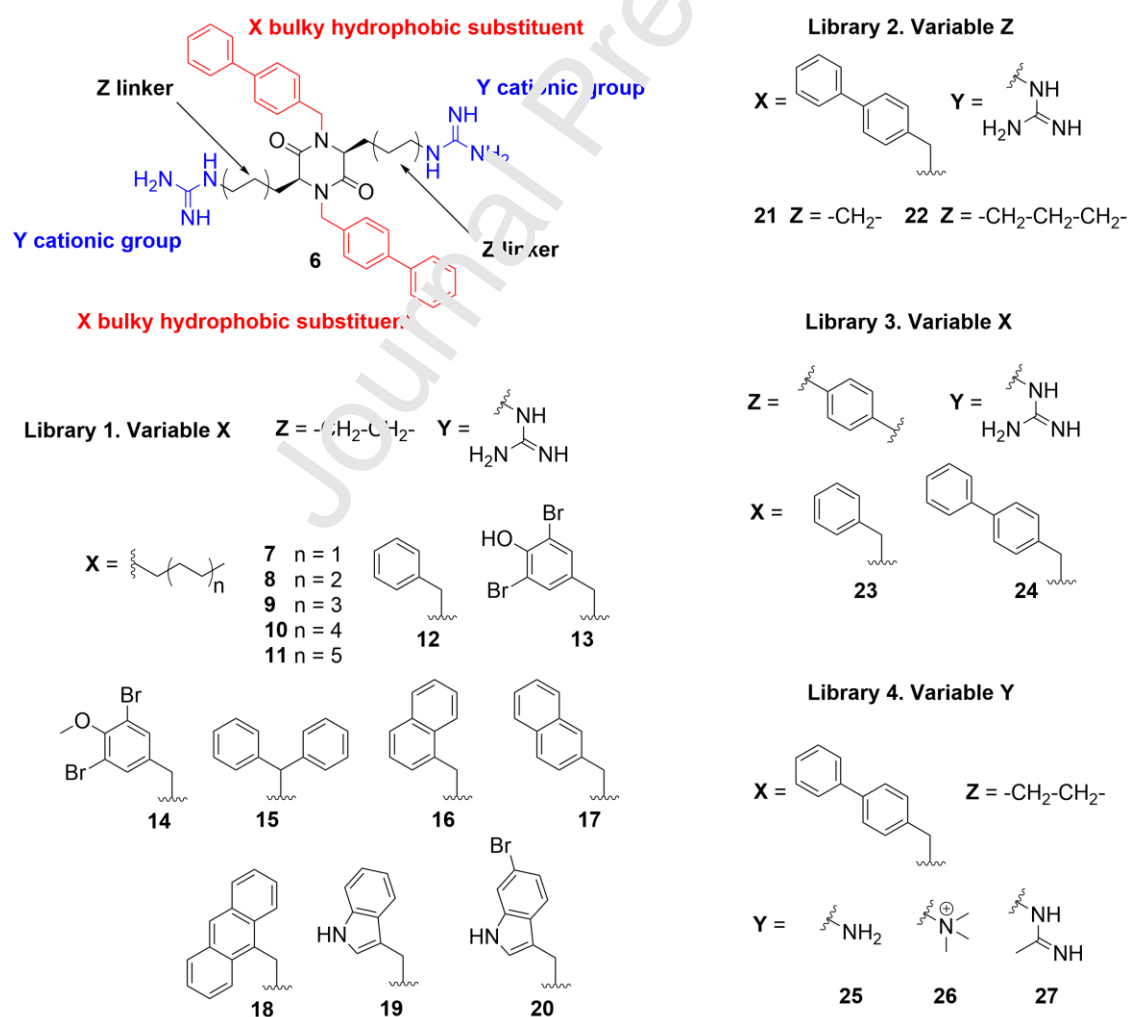 X bulky hydrophobic substituent
Z linker
Y cationic group
N
NH
O
N
H
NH2
H2N
H
N
NH
O
N
Y cationic group
Z linker
6
X bulky hydrophobic substituent
Library 1. Variable X
Z = -CH2-CH2-
Y =
NH
H2N
NH
X =
n
7 n = 1
8 n = 2
9 n = 3
10 n = 4
11 n = 5
12
Br
HO
Br
13
Br
O
Br
14
15
16
17
18
HN
19
Br
HN
20
Library 2. Variable Z
X =
Y =
NH
H2N
NH
21 Z = -CH2-
22 Z = -CH2-CH2-CH2-
Library 3. Variable X
Z =
Y =
NH
H2N
NH
X =
23
24
Library 4. Variable Y
X =
Z = -CH2-CH2-
Y =
NH2
25
N
+
26
NH
NH
27
Journal Pre